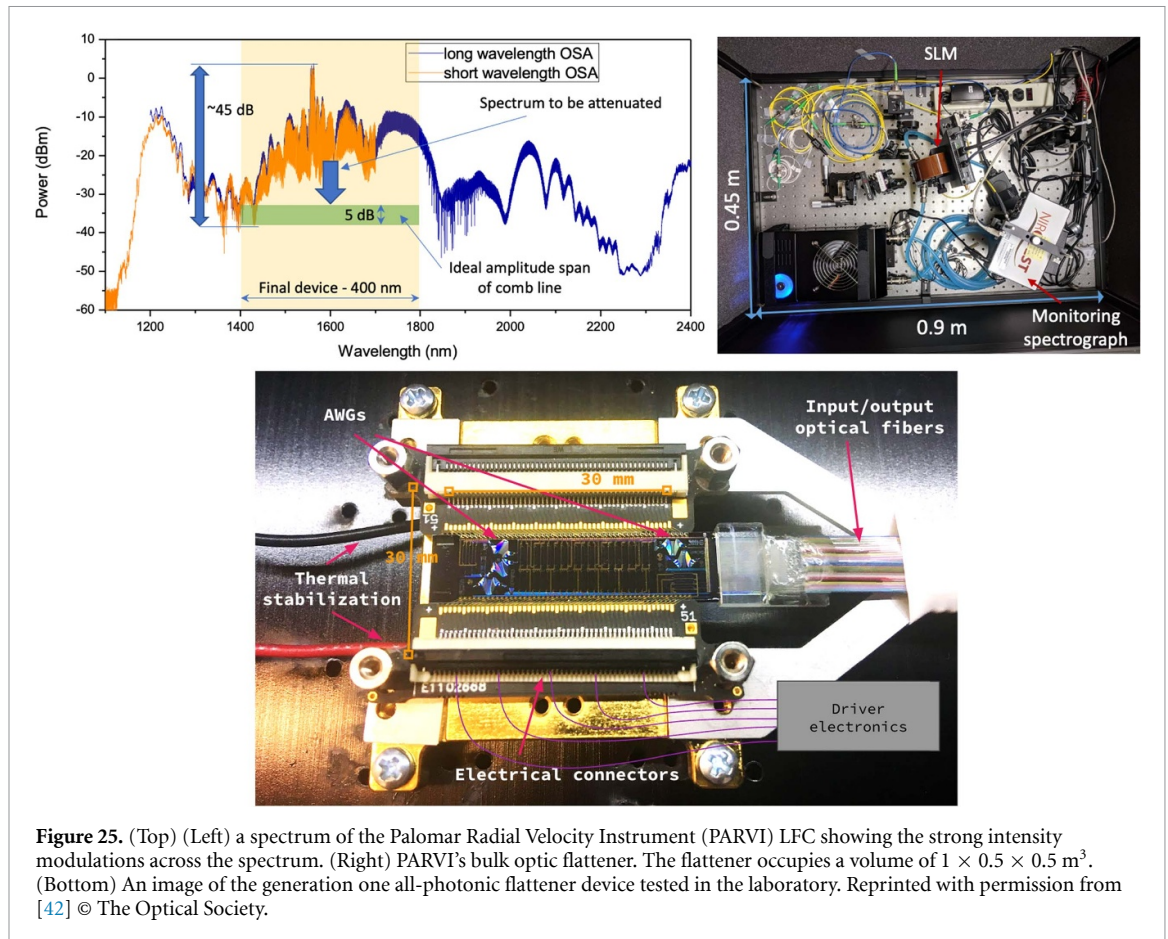 10
0
-10
-20
-30
-40
-50
-60
Power (dBm)
long wavelength OSA
short wavelength OSA
Spectrum to be attenuated
~45 dB
5 dB
Ideal amplitude span
of comb line
Final device - 400 nm
1200 1400 1600 1800 2000 2200 2400
Wavelength (nm)
SLM
0.45 m
0.9 m
Monitoring
spectrograph
AWGs
Input/output
optical fibers
30 mm
51
30 mm
Thermal
stabilization
51
E1102668
Driver
electronics
Electrical connectors
Figure 25. (Top) (Left) a spectrum of the Palomar Radial Velocity Instrument (PARVI) LFC showing the strong intensity
modulations across the spectrum. (Right) PARVI's bulk optic flattener. The flattener occupies a volume of 1 × 0.5 × 0.5 m³.
(Bottom) An image of the generation one all-photonic flattener device tested in the laboratory. Reprinted with permission from
[42] © The Optical Society.